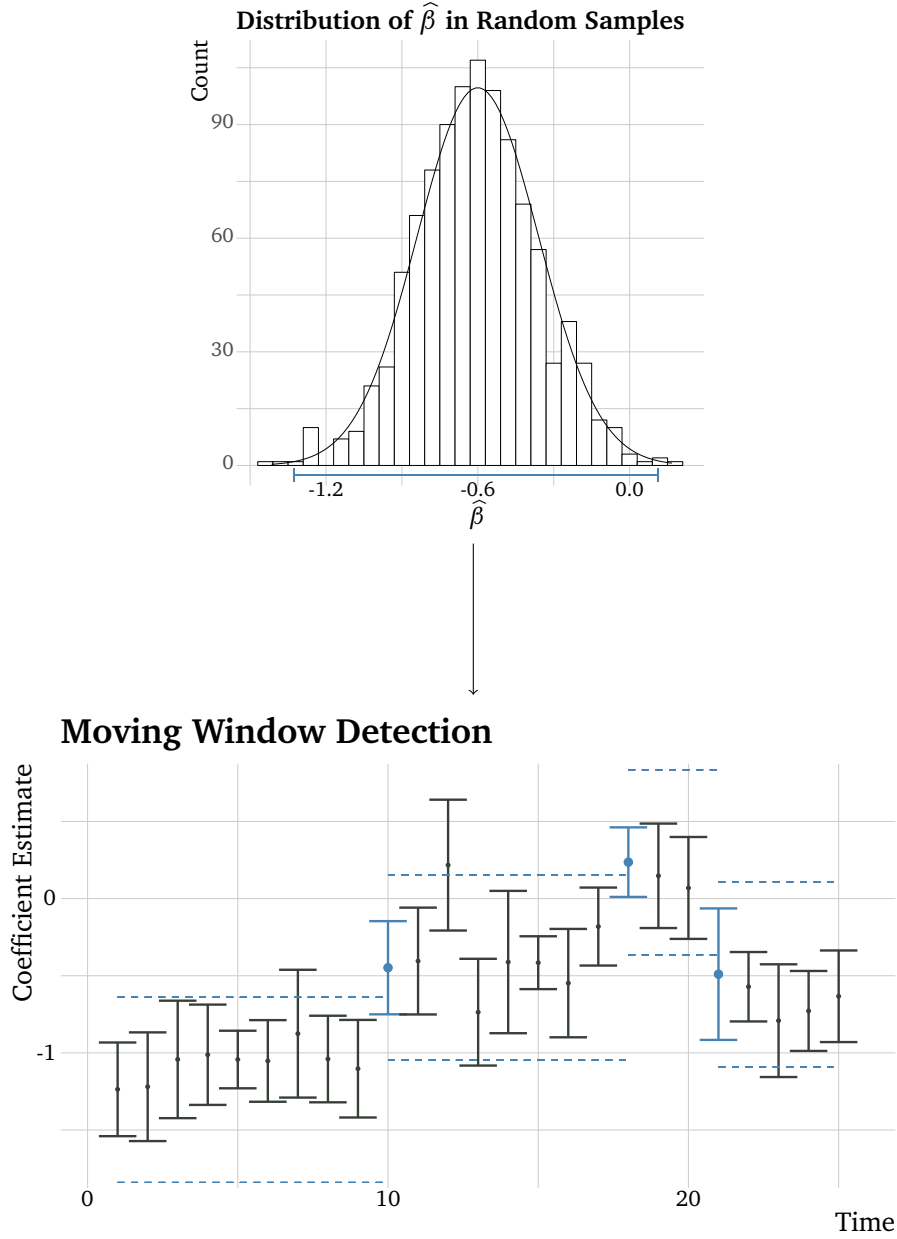 Distribution of β̂ in Random Samples
Count
90
60
30
0
-1.2 -0.6 0.0
β̂
Moving Window Detection
Coefficient Estimate
0
-1
0 10 20
Time